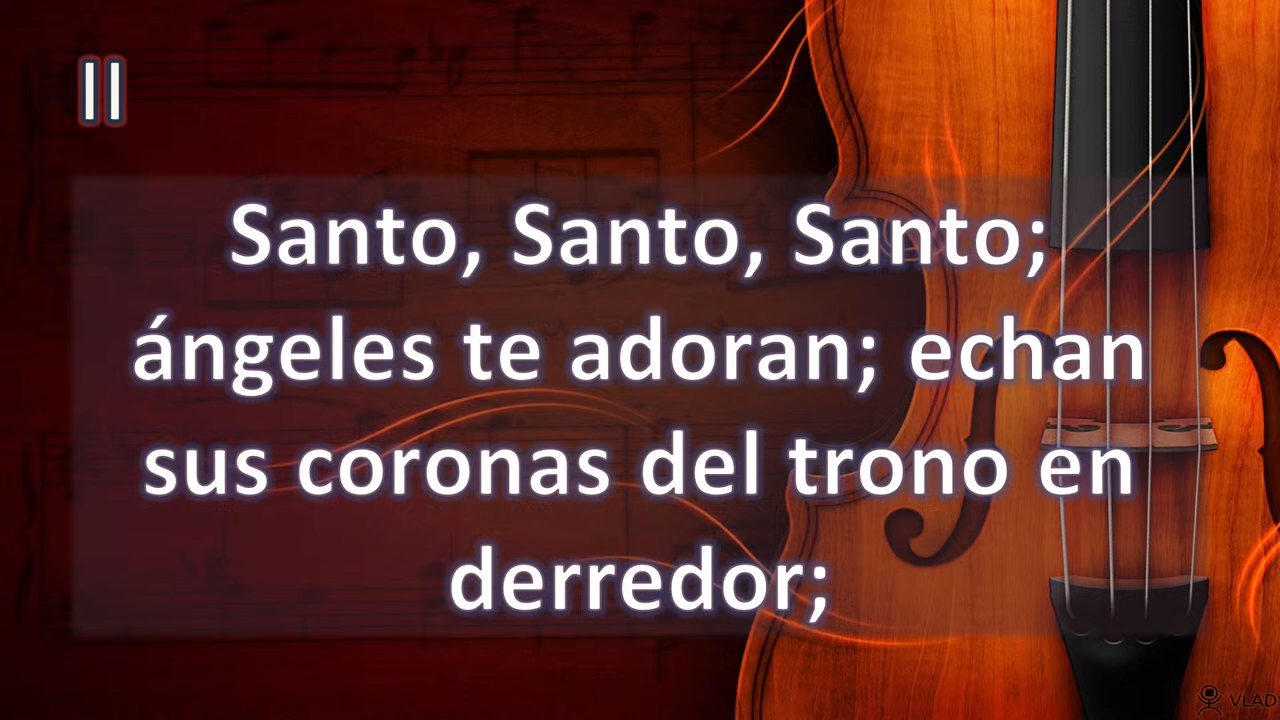 II
Santo, Santo, Santo;
ángeles te adoran; echan
sus coronas del trono en
derredor;